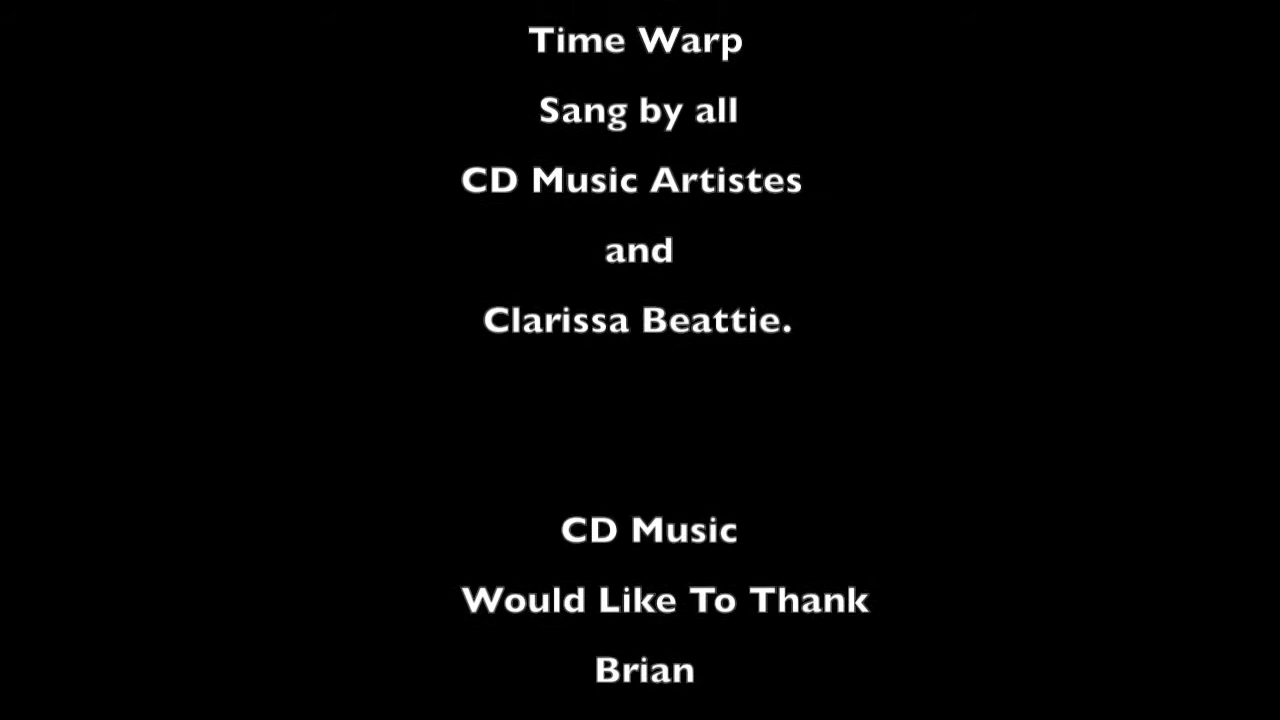 Time Warp
Sang by all
CD Music Artistes
and
Clarissa Beattie.
CD Music
Would Like To Thank
Brian